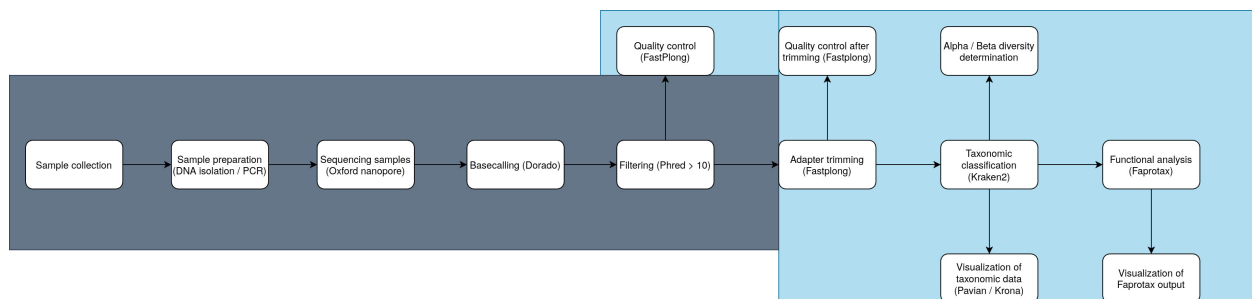 Quality control
(FastPlong)
Quality control after
trimming (Fastplong)
Alpha / Beta diversity
determination
Sample collection
Sample preparation
(DNA isolation / PCR)
Sequencing samples
(Oxford nanopore)
Basecalling (Dorado)
Filtering (Phred > 10)
Adapter trimming
(Fastplong)
Taxonomic
classification
(Kraken2)
Functional analysis
(Faprotax)
Visualization of
taxonomic data
(Pavian / Krona)
Visualization of
Faprotax output